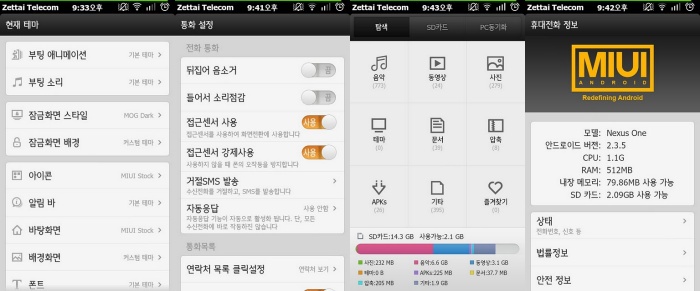 Zettai Telecom 9:33오후
현재 테마
부팅 애니메이션 기본 테마
부팅 소리 기본 테마
잠금화면 스타일 MOG Dark
잠금화면 배경 커스텀 테마
아이콘 MIUI Stock
알림 바 기본 테마
바탕화면 MIUI Stock
배경화면 커스텀 테마
폰트 기본 테마
Zettai Telecom 9:41오후
통화 설정
전화 통화
뒤집어 음소거 끔
들어서 소리절감 끔
접근센서 사용 사용
접근센서를 사용하여 화면전환에 사용합니다
접근센서 강제사용 사용
사용하지 않을 때 폰의 오작동을 방지합니다
거절SMS 발송
수신전화를 거절하고, SMS를 발송합니다
자동응답 사용 안함
자동응답 기능이 자동으로 활성화 됩니다. 단, 모든
수신전화에 바로 작동하진 않습니다
통화목록
연락처 목록 클릭설정 연락처 보기
Zettai Telecom 9:43오후
탐색 SD카드 PC동기화
음악 동영상 사진
(773) (24) (279)
테마 문서 압축
(0) (39) (8)
APKs 기타 즐겨찾기
(36) (395) (0)
SD카드:14.3 GB 사용가능:2.1 GB
사진:232 MB 음악:6.6 GB 동영상:3.1 GB
테마:0 B APKs:225 MB 문서:37.7 MB
압축:205 MB 기타:1.9 GB
Zettai Telecom 9:42오후
휴대전화 정보
MIUI
ANDROID
Redefining Android
모델: Nexus One
안드로이드 버전: 2.3.5
CPU: 1.1G
RAM: 512MB
내장 메모리: 79.86MB 사용 가능
SD 카드: 2.09GB 사용 가능
상태
전화번호, 신호 등
법률정보
안전 정보